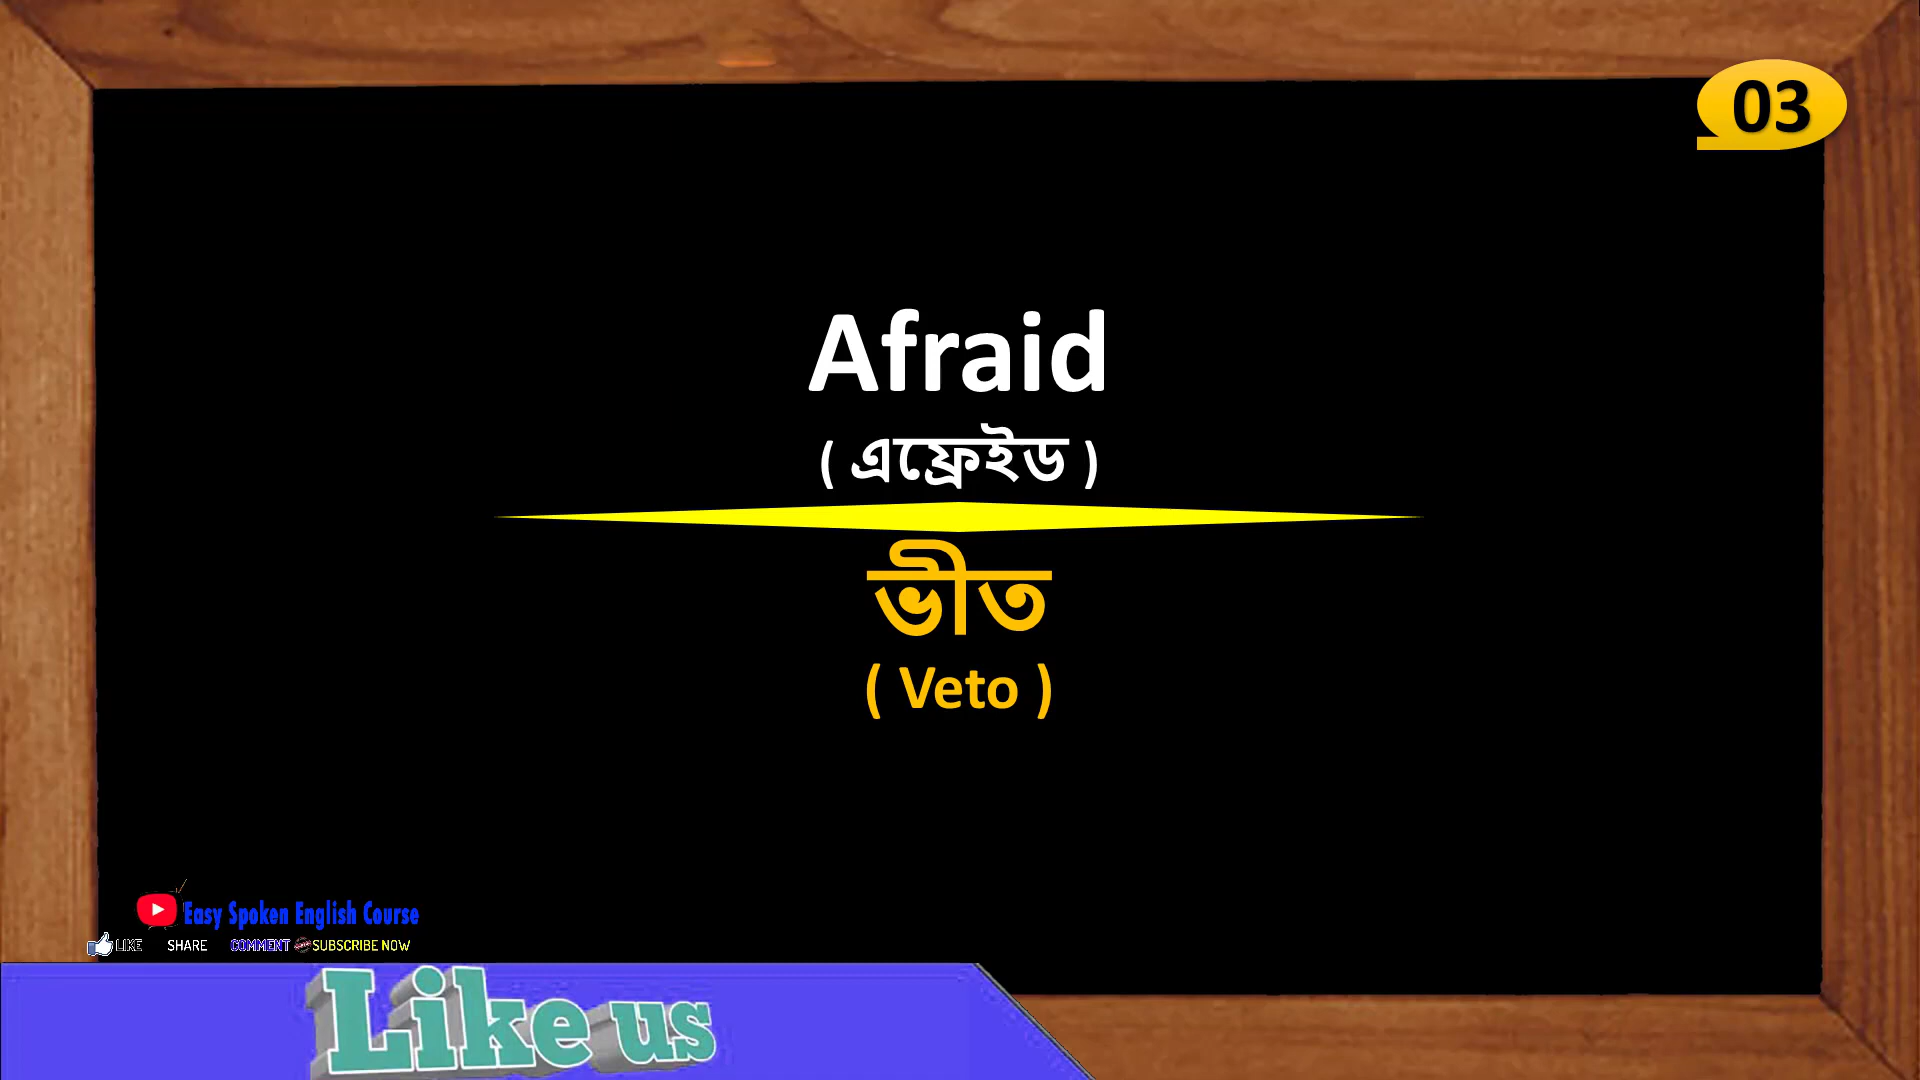 03
Afraid
( এফ্রেইড )
ভীত
( Veto )
Easy Spoken English Course
LIKE SHARE COMMENT SUBSCRIBE NOW
Like us